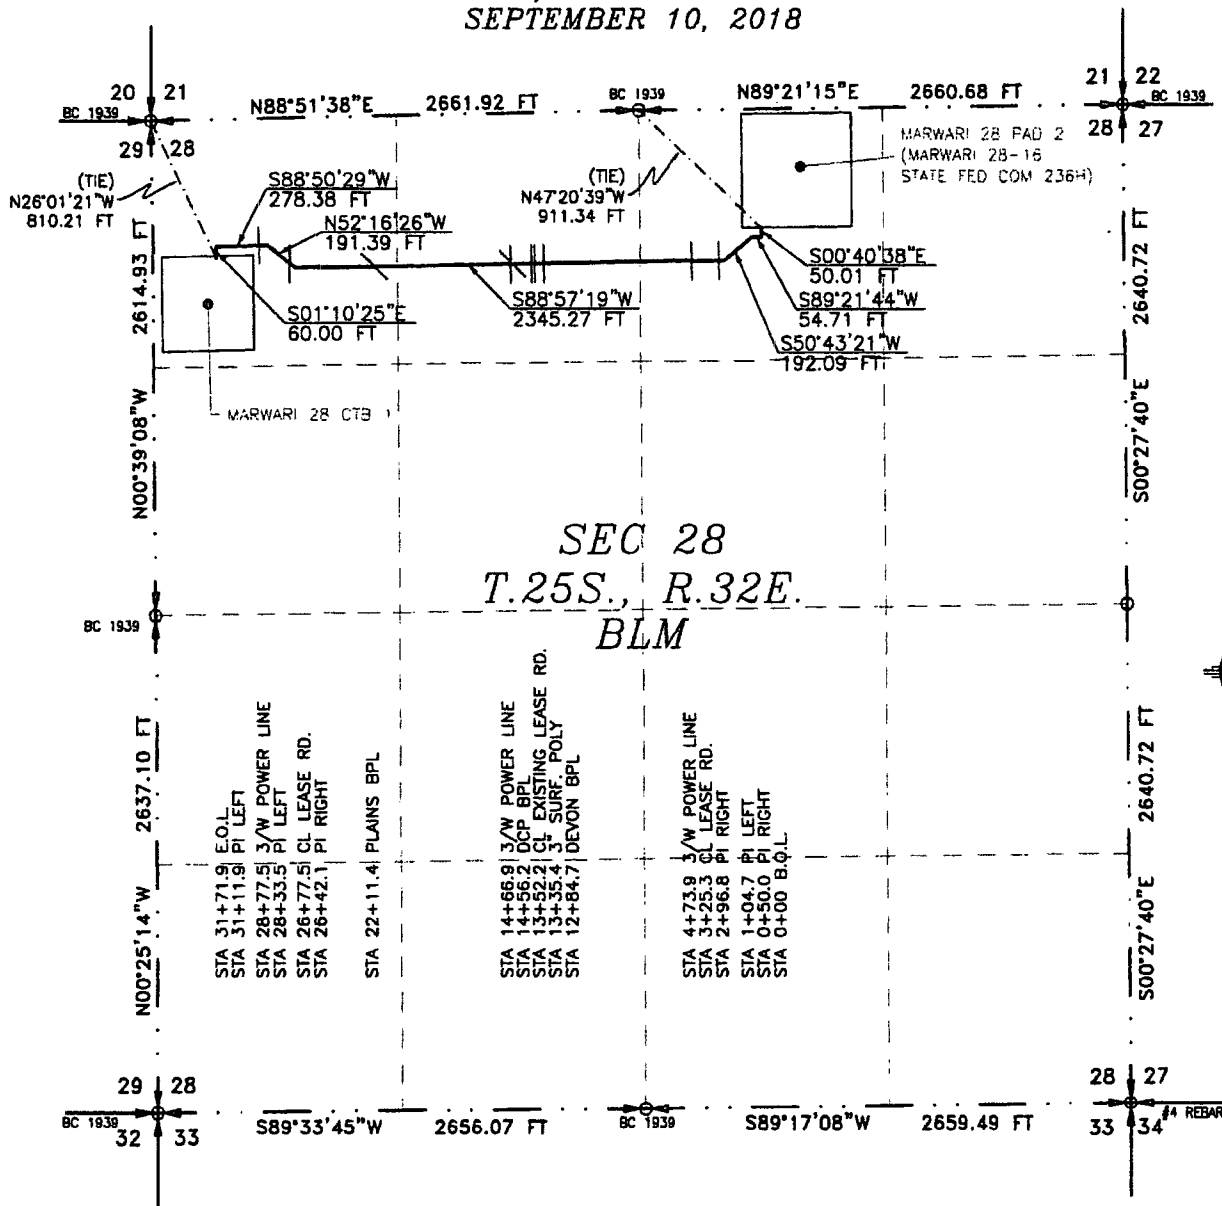 SEPTEMBER 10, 2018
20 21
21 22
BC 1939
N88°51'38"E 2661.92 FT
BC 1939
N89°21'15"E 2660.68 FT
BC 1939
29 28
28 27
MARWARI 28 PAD 2
(MARWARI 28-16
STATE FED COM 236H)
(TIE)
N26°01'21"W
810.21 FT
S88°50'29"W
278.38 FT
N52°16'26"W
191.39 FT
(TIE)
N47°20'39"W
911.34 FT
S00°40'38"E
50.01 FT
S89°21'44"W
54.71 FT
S50°43'21"W
192.09 FT
S88°57'19"W
2345.27 FT
S01°10'25"E
60.00 FT
MARWARI 28 CTB 1
N00°39'08"W 2614.93 FT
S00°27'40"E 2640.72 FT
SEC 28
T.25S., R.32E.
BLM
BC 1939
N00°25'14"W 2637.10 FT
STA 31+71.9 E.O.L.
STA 31+11.9 PI LEFT
STA 28+77.5 3/W POWER LINE
STA 28+33.5 PI LEFT
STA 26+77.5 CL LEASE RD.
STA 26+42.1 PI RIGHT
STA 22+11.4 PLAINS BPL
STA 14+66.9 3/W POWER LINE
STA 14+56.2 DCP BPL
STA 13+52.2 CL EXISTING LEASE RD.
STA 13+35.4 3" SURF. POLY
STA 12+84.7 DEVON BPL
STA 4+73.9 3/W POWER LINE
STA 3+25.3 CL LEASE RD.
STA 2+96.8 PI RIGHT
STA 1+04.7 PI LEFT
STA 0+50.0 PI RIGHT
STA 0+00 B.O.L.
S00°27'40"E 2640.72 FT
29 28
28 27
BC 1939
S89°33'45"W 2656.07 FT
BC 1939
S89°17'08"W 2659.49 FT
#4 REBAR
32 33
33 34